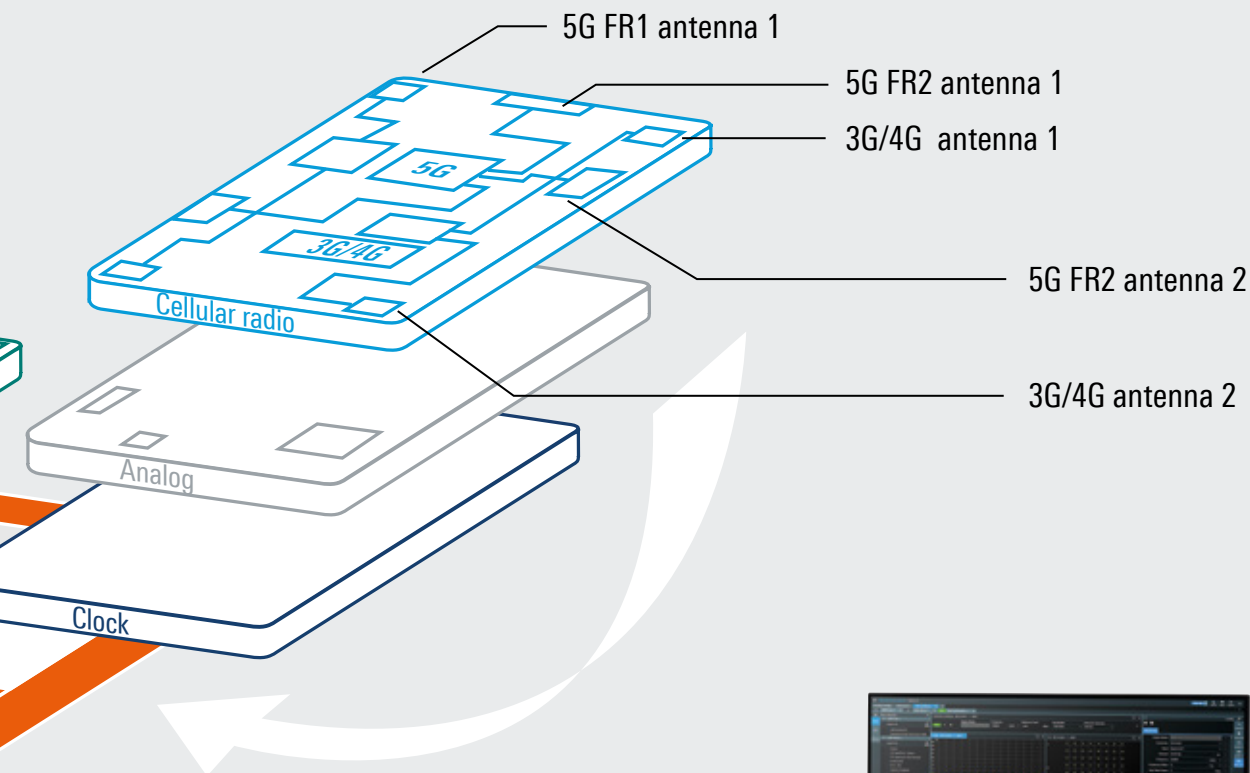 5G FR1 antenna 1
5G FR2 antenna 1
3G/4G antenna 1
5G
3G/4G
5G FR2 antenna 2
Cellular radio
3G/4G antenna 2
Analog
Clock